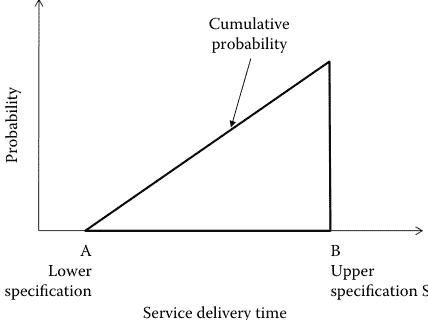 Cumulative
probability
Probability
A
B
Lower
specification
Upper
specification S
Service delivery time